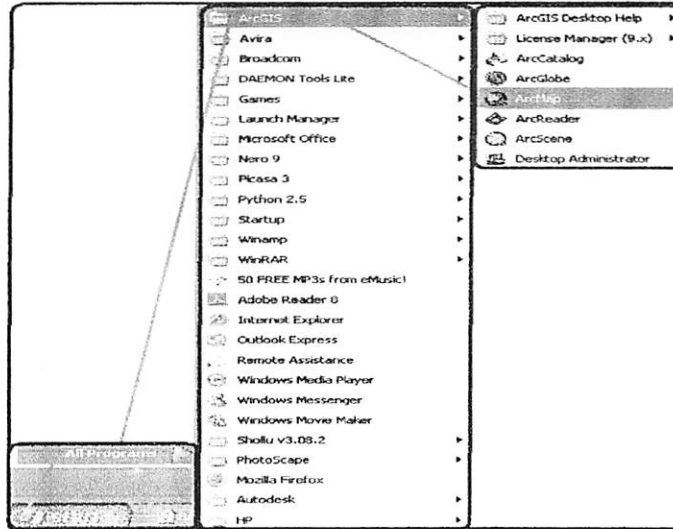 ArcGIS
Avira
Broadcom
DAEMON Tools Lite
Games
Launch Manager
Microsoft Office
Nero 9
Picasa 3
Python 2.5
Startup
Winamp
WinRAR
50 FREE MP3s from eMusic!
Adobe Reader 8
Internet Explorer
Outlook Express
Remote Assistance
Windows Media Player
Windows Messenger
Windows Movie Maker
Shollu v3.08.2
PhotoScape
Mozilla Firefox
Autodesk
HP
ArcGIS Desktop Help
License Manager (9.x)
ArcCatalog
ArcGlobe
ArcMap
ArcReader
ArcScene
Desktop Administrator
All Programs